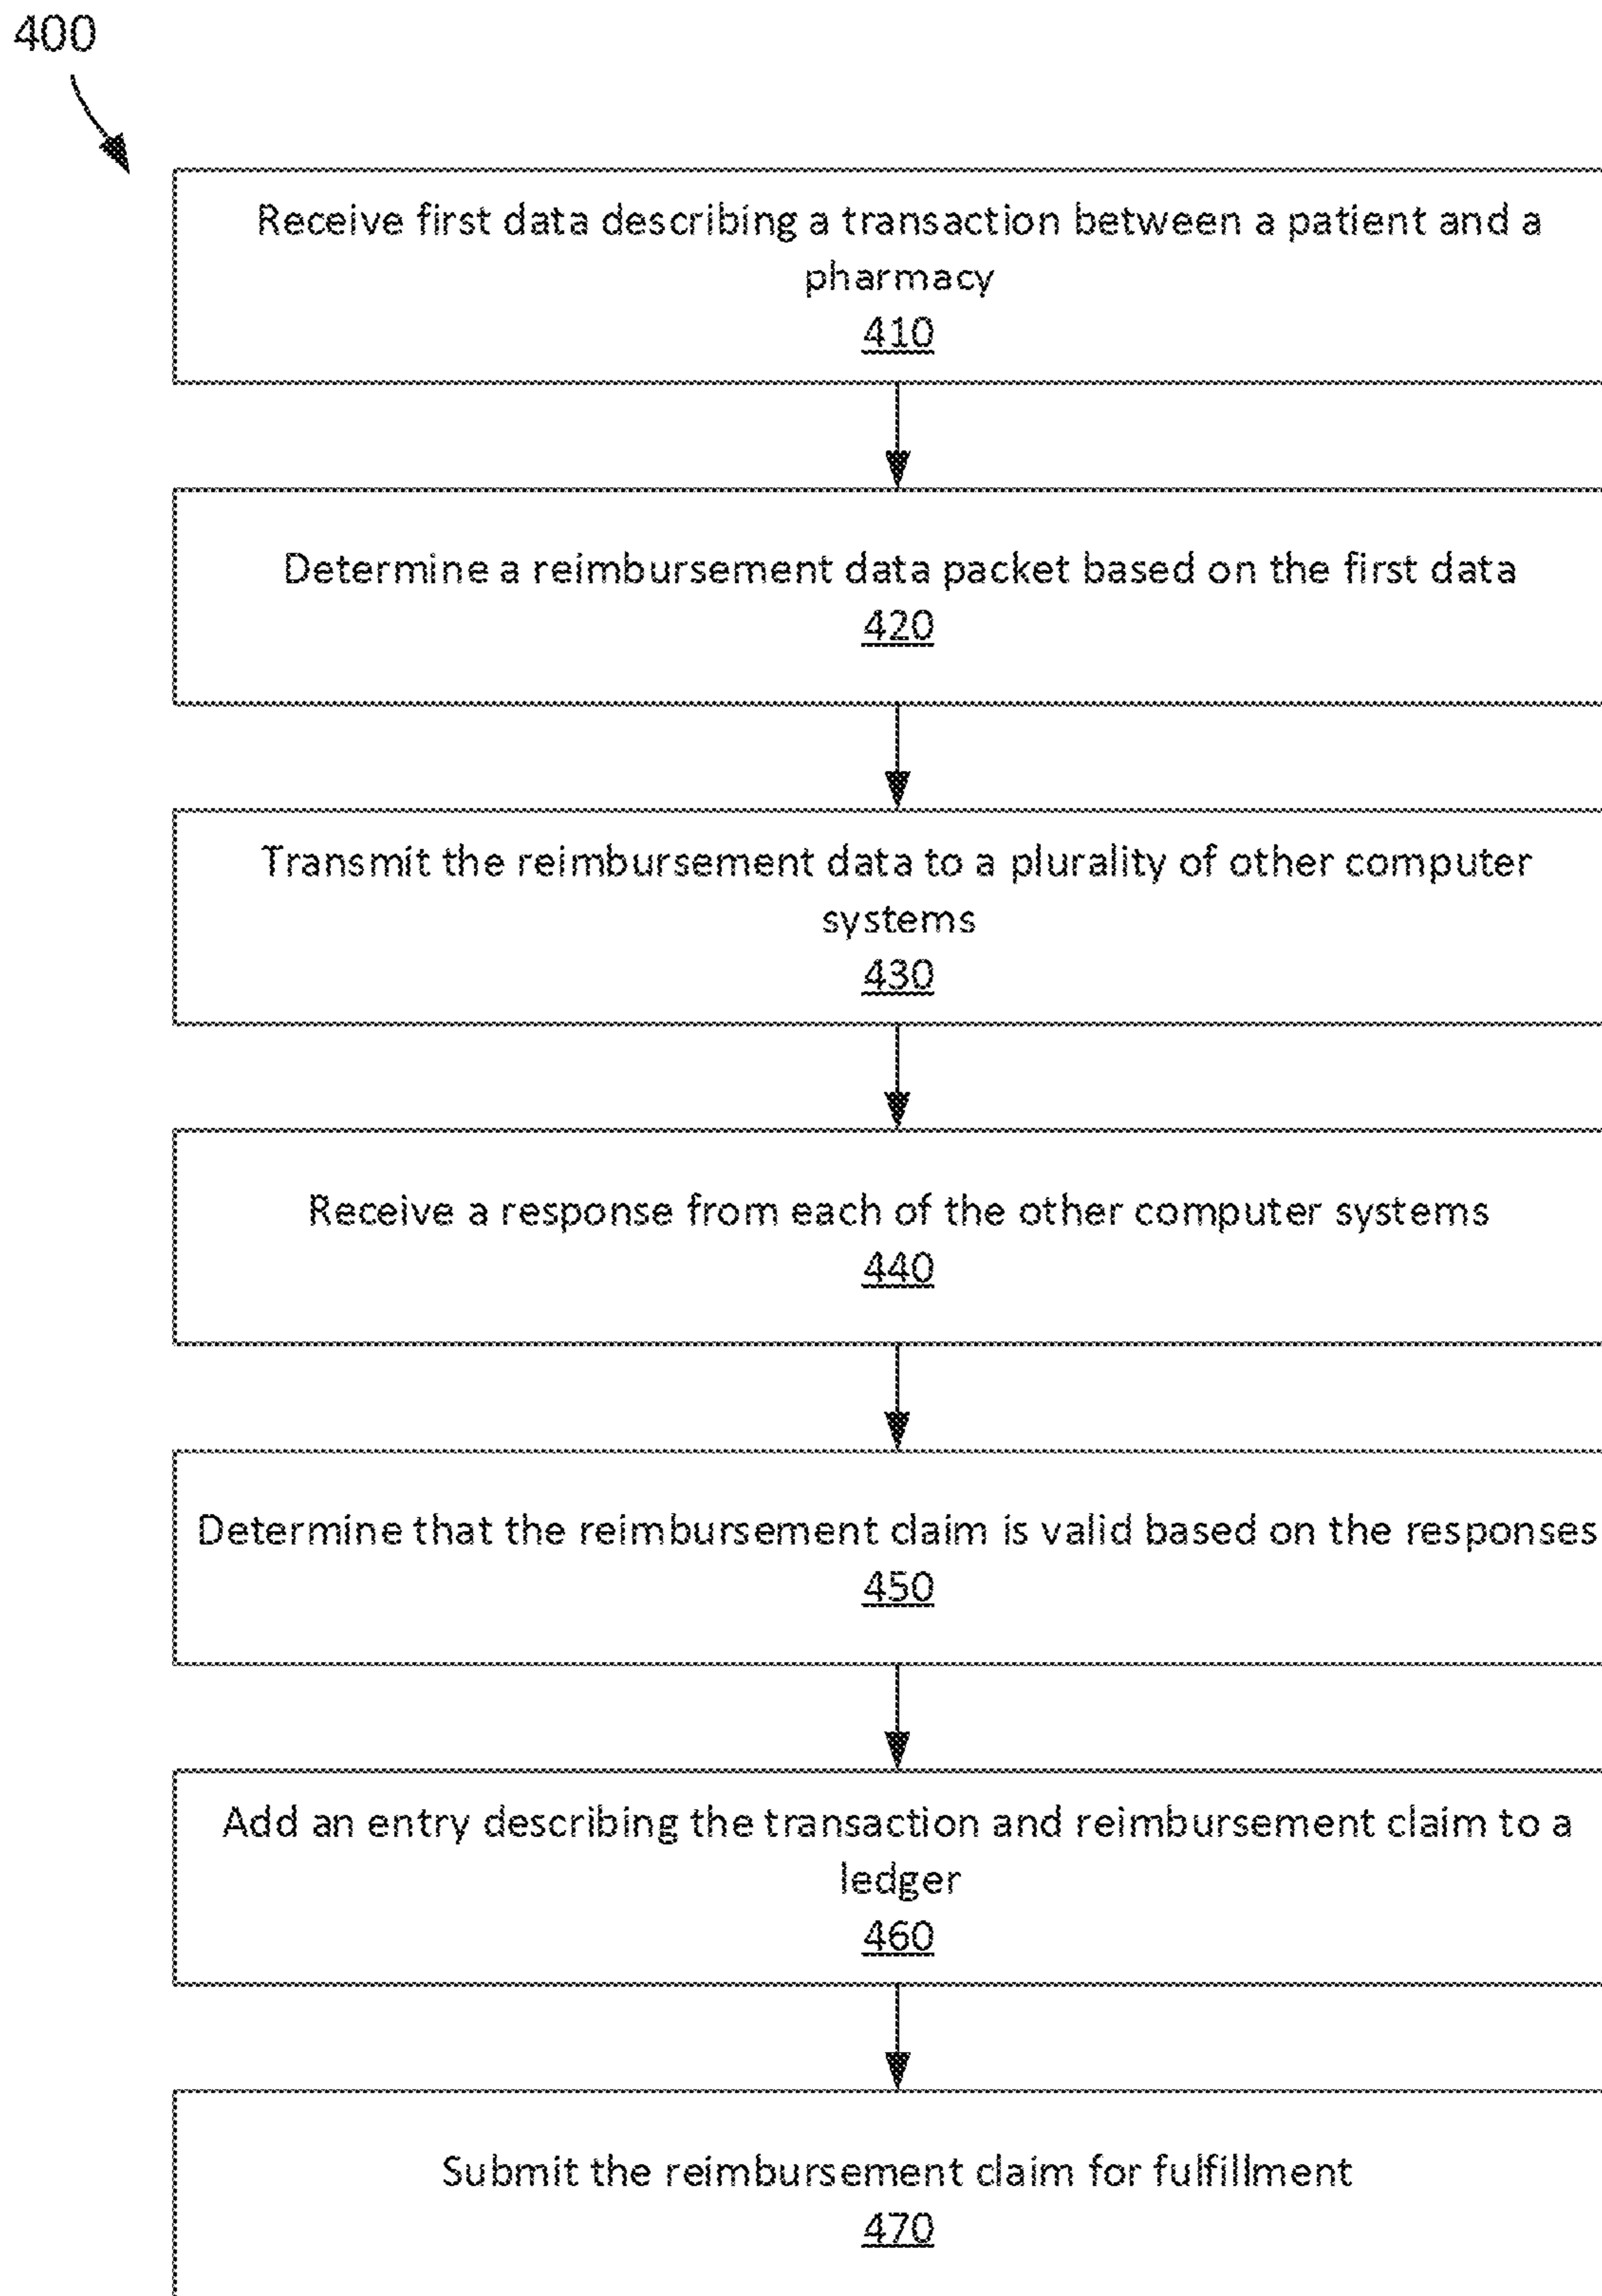 400
Receive first data describing a transaction between a patient and a
pharmacy
410
Determine a reimbursement data packet based on the first data
420
Transmit the reimbursement data to a plurality of other computer
systems
430
Receive a response from each of the other computer systems
440
Determine that the reimbursement claim is valid based on the responses
450
Add an entry describing the transaction and reimbursement claim to a
ledger
460
Submit the reimbursement claim for fulfillment
470